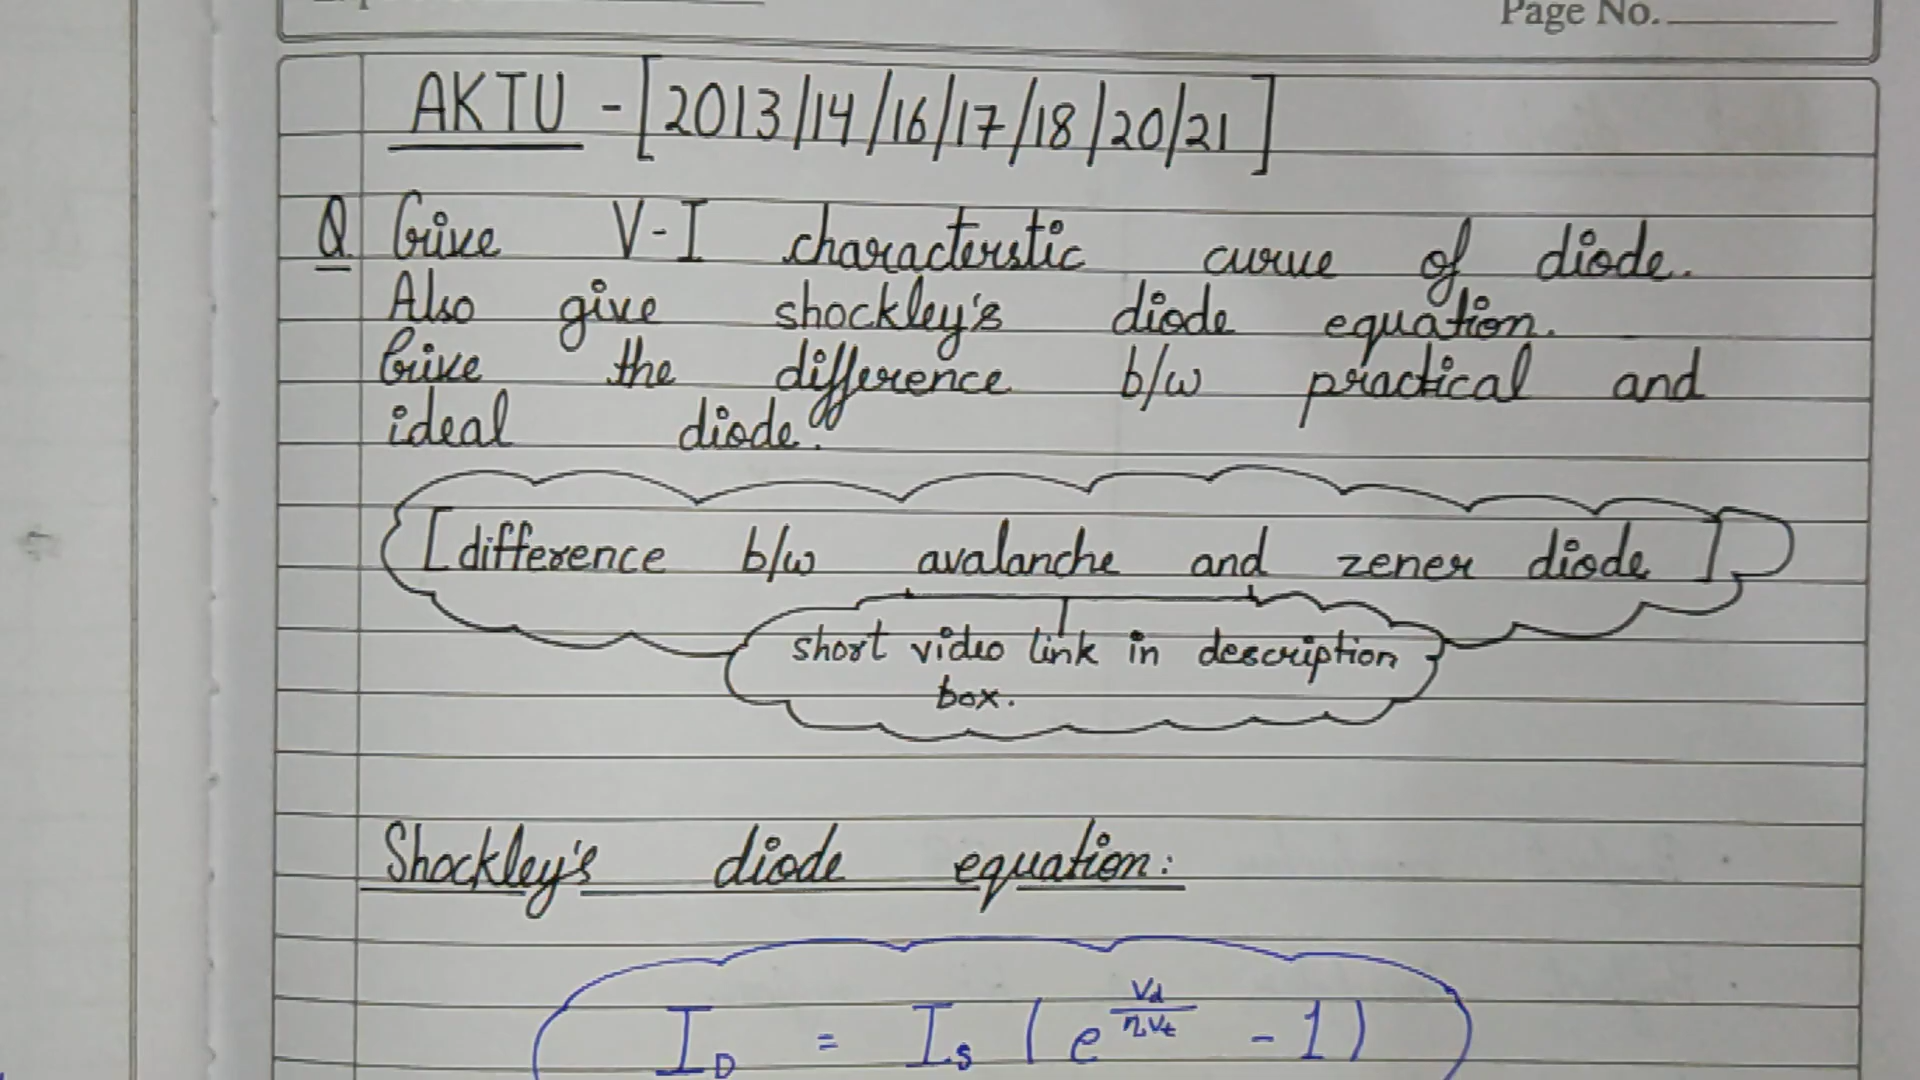 Page No.
AKTU - [2013/14/16/17/18/20/21]
Q Give V-I characterstic curve of diode.
Also give shockley's diode equation.
Give the difference b/w practical and
ideal diode.
[difference b/w avalanche and zener diode]
short video link in description
box.
Shockley's diode equation:
I_D = I_s (e^{V_d/ηV_t} - 1)